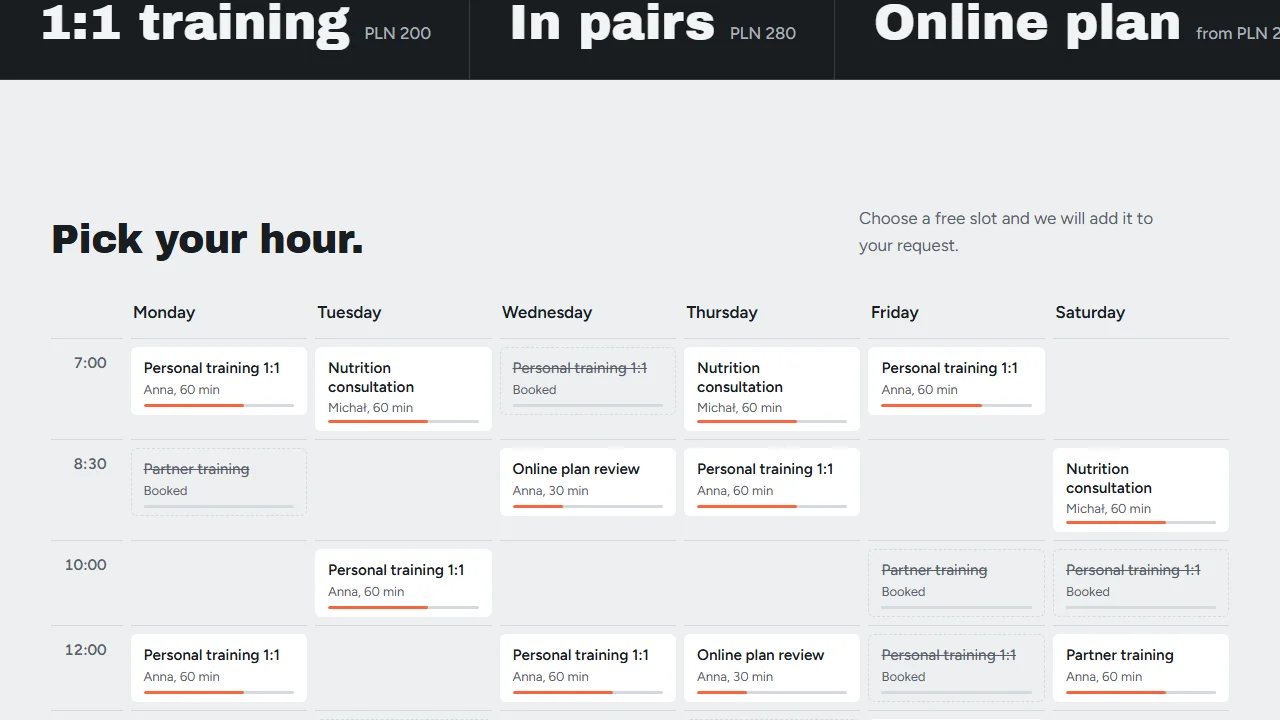 1:1 training PLN 200
In pairs PLN 280
Online plan from PLN 2
Pick your hour.
Choose a free slot and we will add it to
your request.
Monday
Tuesday
Wednesday
Thursday
Friday
Saturday
7:00
Personal training 1:1
Anna, 60 min
Nutrition
consultation
Michał, 60 min
Personal training 1:1
Booked
Nutrition
consultation
Michał, 60 min
Personal training 1:1
Anna, 60 min
8:30
Partner training
Booked
Online plan review
Anna, 30 min
Personal training 1:1
Anna, 60 min
Nutrition
consultation
Michał, 60 min
10:00
Personal training 1:1
Anna, 60 min
Partner training
Booked
Personal training 1:1
Booked
12:00
Personal training 1:1
Anna, 60 min
Personal training 1:1
Anna, 60 min
Online plan review
Anna, 30 min
Personal training 1:1
Booked
Partner training
Anna, 60 min